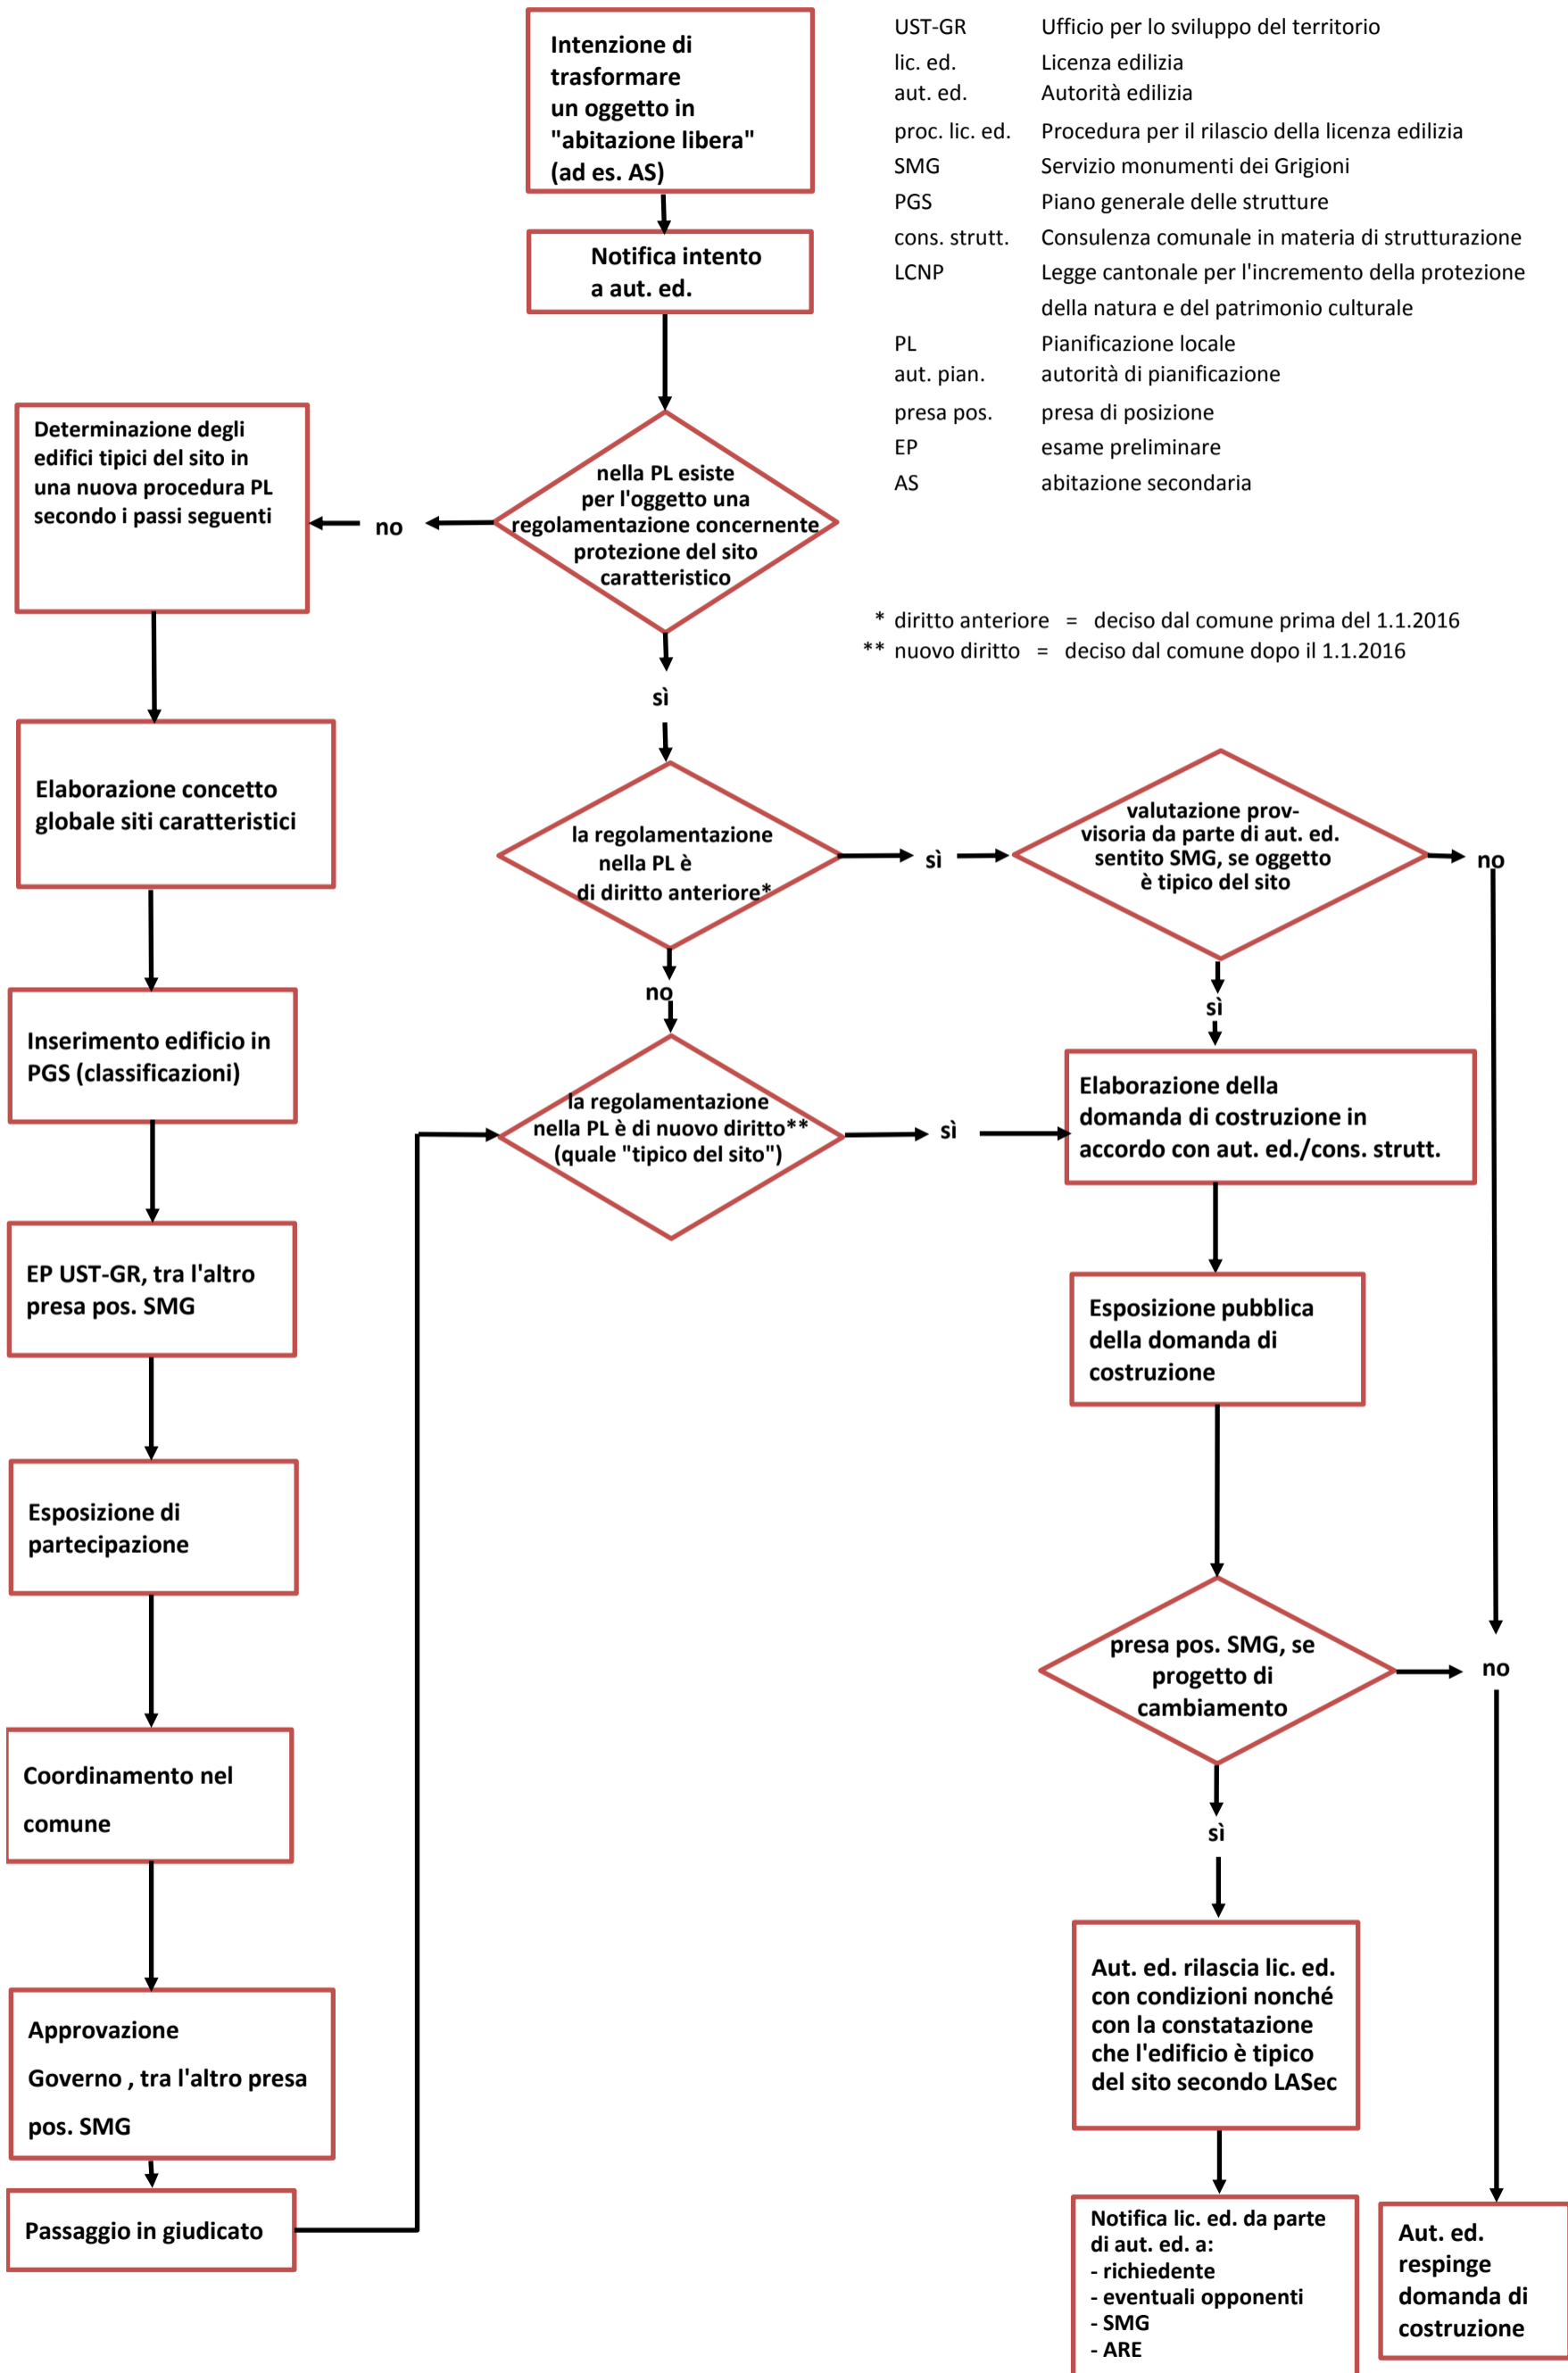 Intenzione di
trasformare
un oggetto in
"abitazione libera"
(ad es. AS)
Notifica intento
a aut. ed.
UST-GR Ufficio per lo sviluppo del territorio
lic. ed. Licenza edilizia
aut. ed. Autorità edilizia
proc. lic. ed. Procedura per il rilascio della licenza edilizia
SMG Servizio monumenti dei Grigioni
PGS Piano generale delle strutture
cons. strutt. Consulenza comunale in materia di strutturazione
LCNP Legge cantonale per l'incremento della protezione
della natura e del patrimonio culturale
PL Pianificazione locale
aut. pian. autorità di pianificazione
presa pos. presa di posizione
EP esame preliminare
AS abitazione secondaria
* diritto anteriore = deciso dal comune prima del 1.1.2016
** nuovo diritto = deciso dal comune dopo il 1.1.2016
nella PL esiste
per l'oggetto una
regolamentazione concernente
protezione del sito
caratteristico
no
Determinazione degli
edifici tipici del sito in
una nuova procedura PL
secondo i passi seguenti
Elaborazione concetto
globale siti caratteristici
Inserimento edificio in
PGS (classificazioni)
EP UST-GR, tra l'altro
presa pos. SMG
Esposizione di
partecipazione
Coordinamento nel
comune
Approvazione
Governo , tra l'altro presa
pos. SMG
Passaggio in giudicato
sì
la regolamentazione
nella PL è
di diritto anteriore*
sì
valutazione prov-
visoria da parte di aut. ed.
sentito SMG, se oggetto
è tipico del sito
no
no
sì
la regolamentazione
nella PL è di nuovo diritto**
(quale "tipico del sito")
sì
Elaborazione della
domanda di costruzione in
accordo con aut. ed./cons. strutt.
Esposizione pubblica
della domanda di
costruzione
presa pos. SMG, se
progetto di
cambiamento
no
sì
Aut. ed. rilascia lic. ed.
con condizioni nonché
con la constatazione
che l'edificio è tipico
del sito secondo LASec
Notifica lic. ed. da parte
di aut. ed. a:
- richiedente
- eventuali opponenti
- SMG
- ARE
Aut. ed.
respinge
domanda di
costruzione